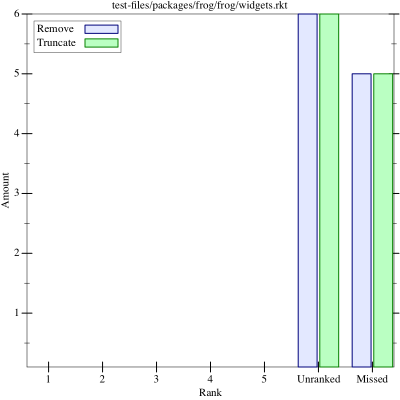 test-files/packages/frog/frog/widgets.rkt
Remove
Truncate
Amount
6
5
4
3
2
1
1 2 3 4 5 Unranked Missed
Rank